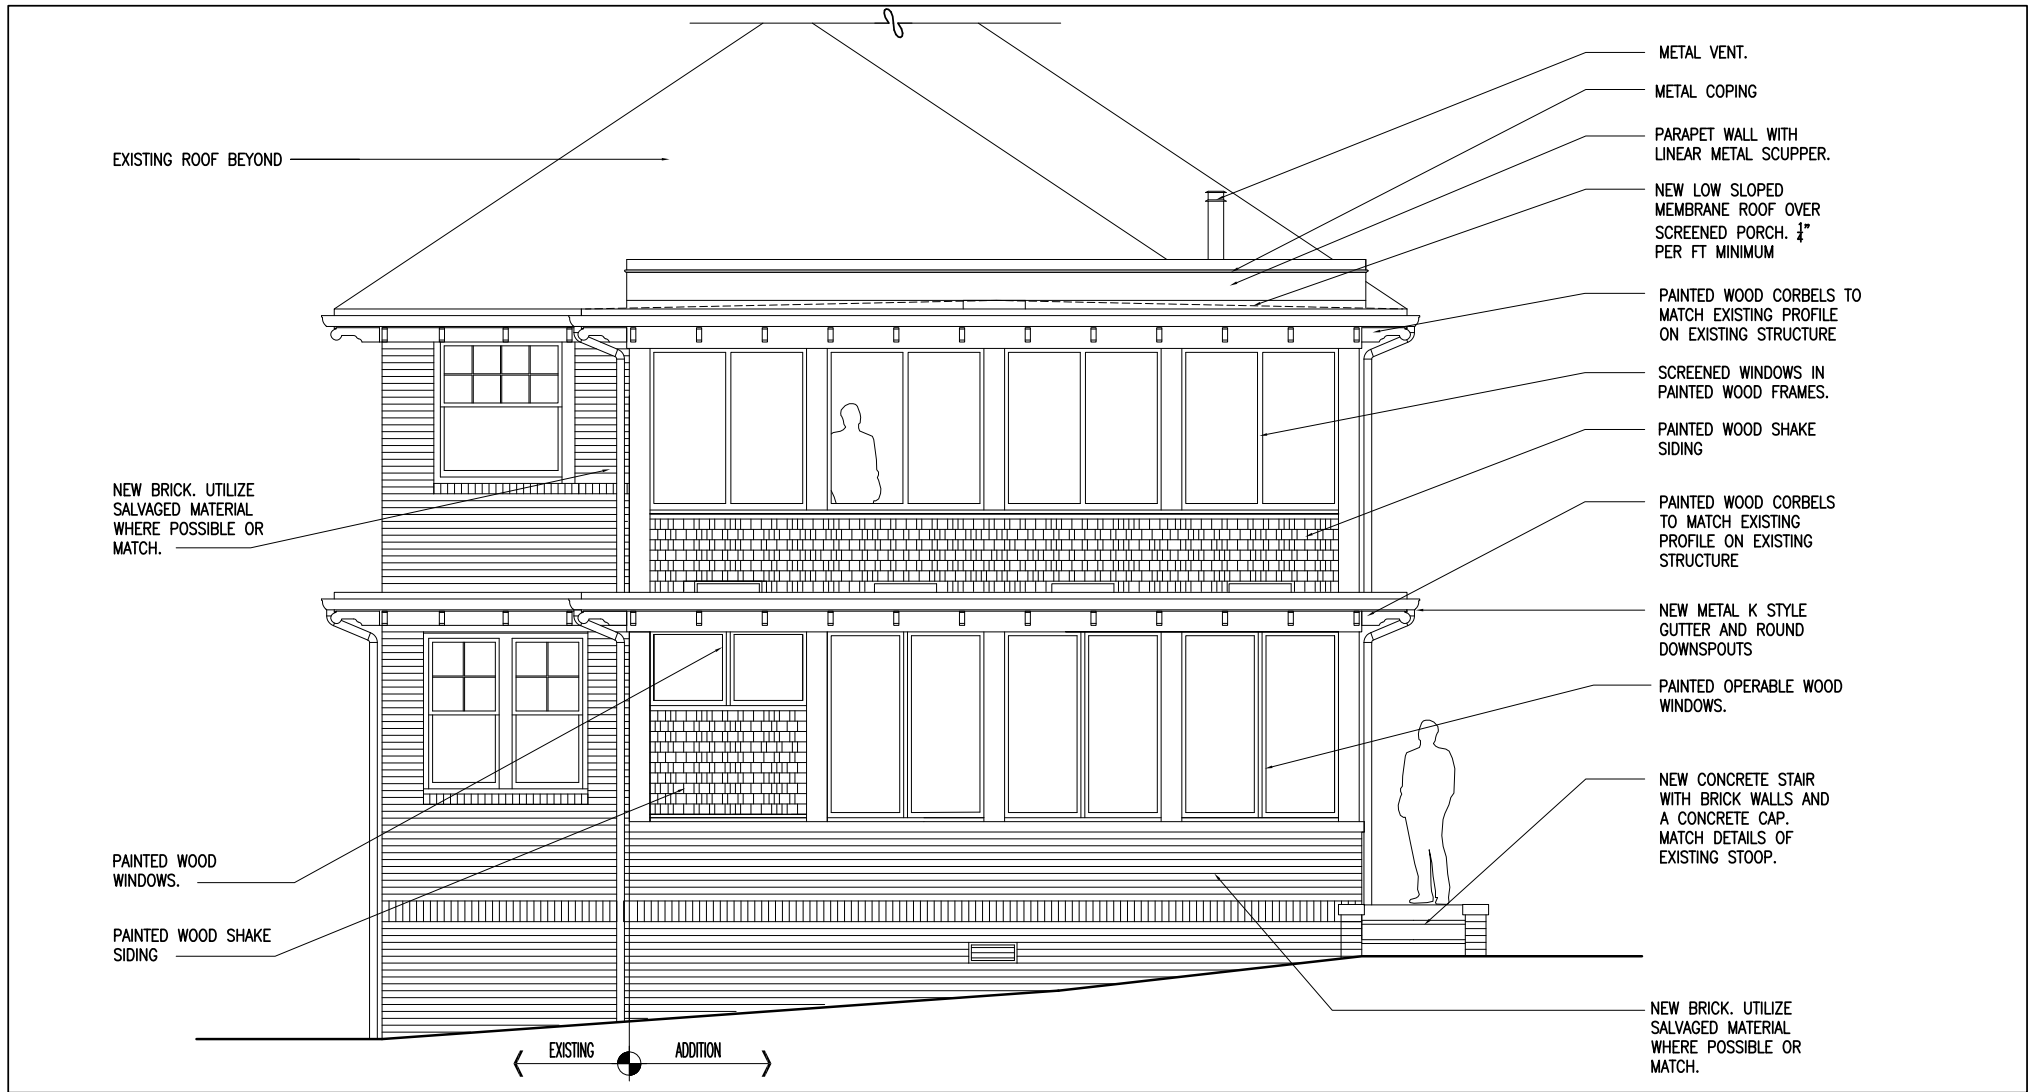 EXISTING ROOF BEYOND
NEW BRICK. UTILIZE
SALVAGED MATERIAL
WHERE POSSIBLE OR
MATCH.
PAINTED WOOD
WINDOWS.
PAINTED WOOD SHAKE
SIDING
METAL VENT.
METAL COPING
PARAPET WALL WITH
LINEAR METAL SCUPPER.
NEW LOW SLOPED
MEMBRANE ROOF OVER
SCREENED PORCH. 1/4"
PER FT MINIMUM
PAINTED WOOD CORBELS TO
MATCH EXISTING PROFILE
ON EXISTING STRUCTURE
SCREENED WINDOWS IN
PAINTED WOOD FRAMES.
PAINTED WOOD SHAKE
SIDING
PAINTED WOOD CORBELS
TO MATCH EXISTING
PROFILE ON EXISTING
STRUCTURE
NEW METAL K STYLE
GUTTER AND ROUND
DOWNSPOUTS
PAINTED OPERABLE WOOD
WINDOWS.
NEW CONCRETE STAIR
WITH BRICK WALLS AND
A CONCRETE CAP.
MATCH DETAILS OF
EXISTING STOOP.
NEW BRICK. UTILIZE
SALVAGED MATERIAL
WHERE POSSIBLE OR
MATCH.
EXISTING ADDITION